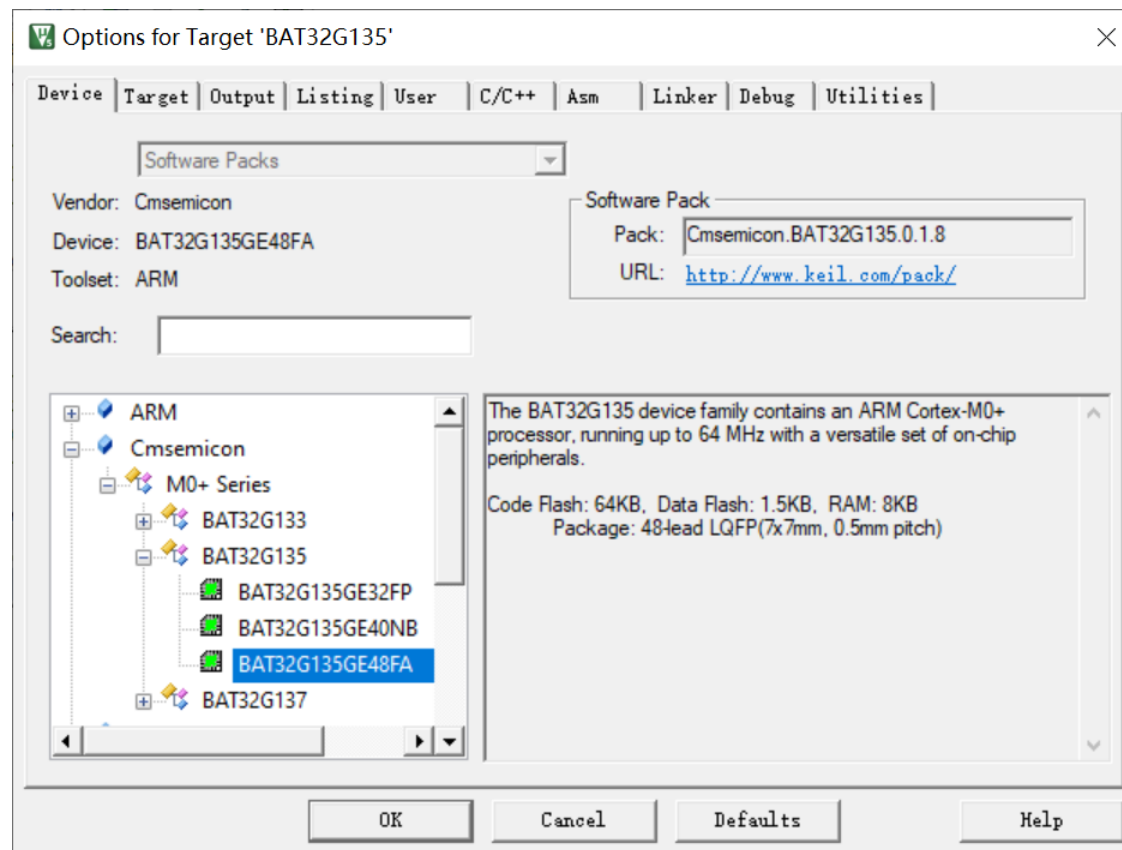 Options for Target 'BAT32G135'
Device Target Output Listing User C/C++ Asm Linker Debug Utilities
Software Packs
Vendor: Cmsemicon
Device: BAT32G135GE48FA
Toolset: ARM
Software Pack
Pack: Cmsemicon.BAT32G135.0.1.8
URL: http://www.keil.com/pack/
Search:
ARM
Cmsemicon
M0+ Series
BAT32G133
BAT32G135
BAT32G135GE32FP
BAT32G135GE40NB
BAT32G135GE48FA
BAT32G137
The BAT32G135 device family contains an ARM Cortex-M0+
processor, running up to 64 MHz with a versatile set of on-chip
peripherals.
Code Flash: 64KB, Data Flash: 1.5KB, RAM: 8KB
Package: 48-lead LQFP(7x7mm, 0.5mm pitch)
OK Cancel Defaults Help